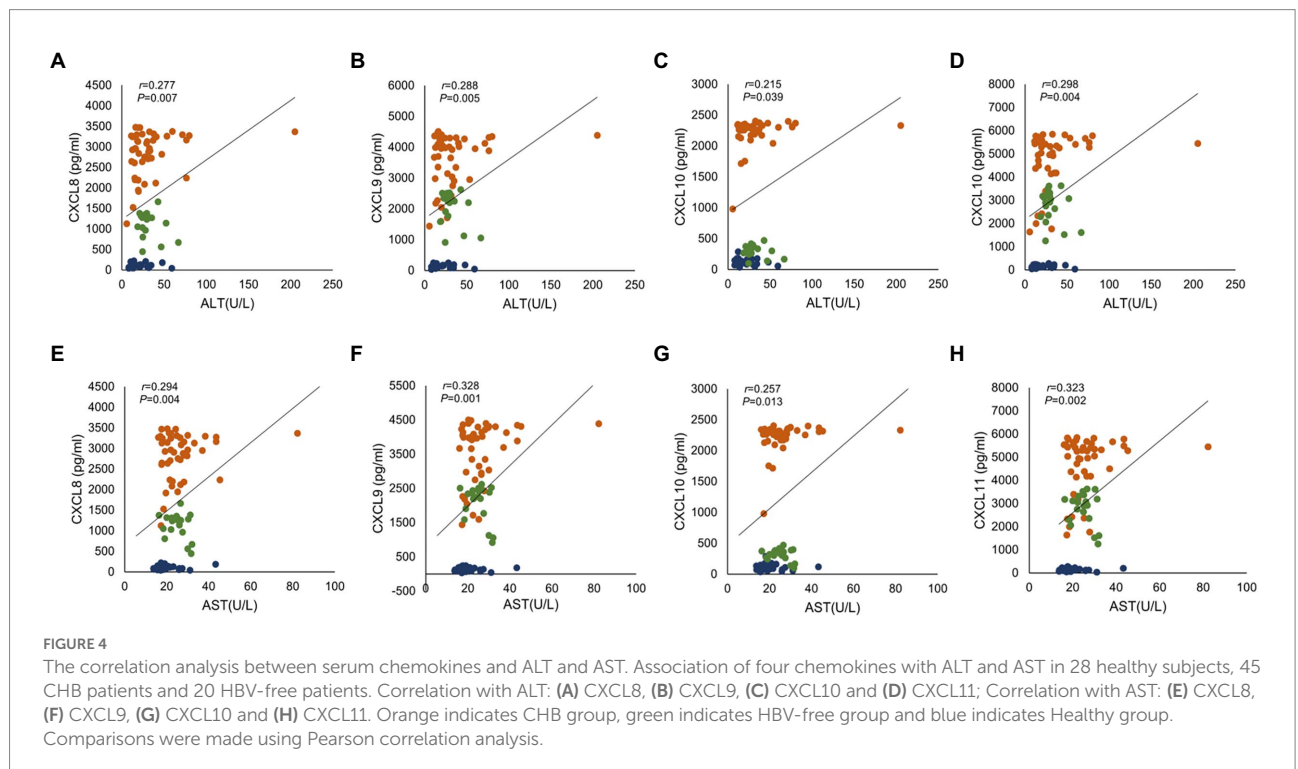 A
r=0.277
P=0.007
4500
4000
3500
3000
2500
2000
1500
1000
500
0
CXCL8 (pg/ml)
0 50 100 150 200 250
ALT(U/L)
B
r=0.288
P=0.005
6000
5000
4000
3000
2000
1000
0
CXCL9 (pg/ml)
0 50 100 150 200 250
ALT(U/L)
C
r=0.215
P=0.039
3000
2500
2000
1500
1000
500
0
CXCL10 (pg/ml)
0 50 100 150 200 250
ALT(U/L)
D
r=0.298
P=0.004
8000
7000
6000
5000
4000
3000
2000
1000
0
CXCL10 (pg/ml)
0 50 100 150 200 250
ALT(U/L)
E
r=0.294
P=0.004
4500
4000
3500
3000
2500
2000
1500
1000
500
0
CXCL8 (pg/ml)
0 20 40 60 80 100
AST(U/L)
F
r=0.328
P=0.001
5500
4500
3500
2500
1500
500
-500
CXCL9 (pg/ml)
0 20 40 60 80 100
AST(U/L)
G
r=0.257
P=0.013
3000
2500
2000
1500
1000
500
0
CXCL10 (pg/ml)
0 20 40 60 80 100
AST(U/L)
H
r=0.323
P=0.002
8000
7000
6000
5000
4000
3000
2000
1000
0
CXCL11 (pg/ml)
0 20 40 60 80 100
AST(U/L)
FIGURE 4
The correlation analysis between serum chemokines and ALT and AST. Association of four chemokines with ALT and AST in 28 healthy subjects, 45
CHB patients and 20 HBV-free patients. Correlation with ALT: (A) CXCL8, (B) CXCL9, (C) CXCL10 and (D) CXCL11; Correlation with AST: (E) CXCL8,
(F) CXCL9, (G) CXCL10 and (H) CXCL11. Orange indicates CHB group, green indicates HBV-free group and blue indicates Healthy group.
Comparisons were made using Pearson correlation analysis.